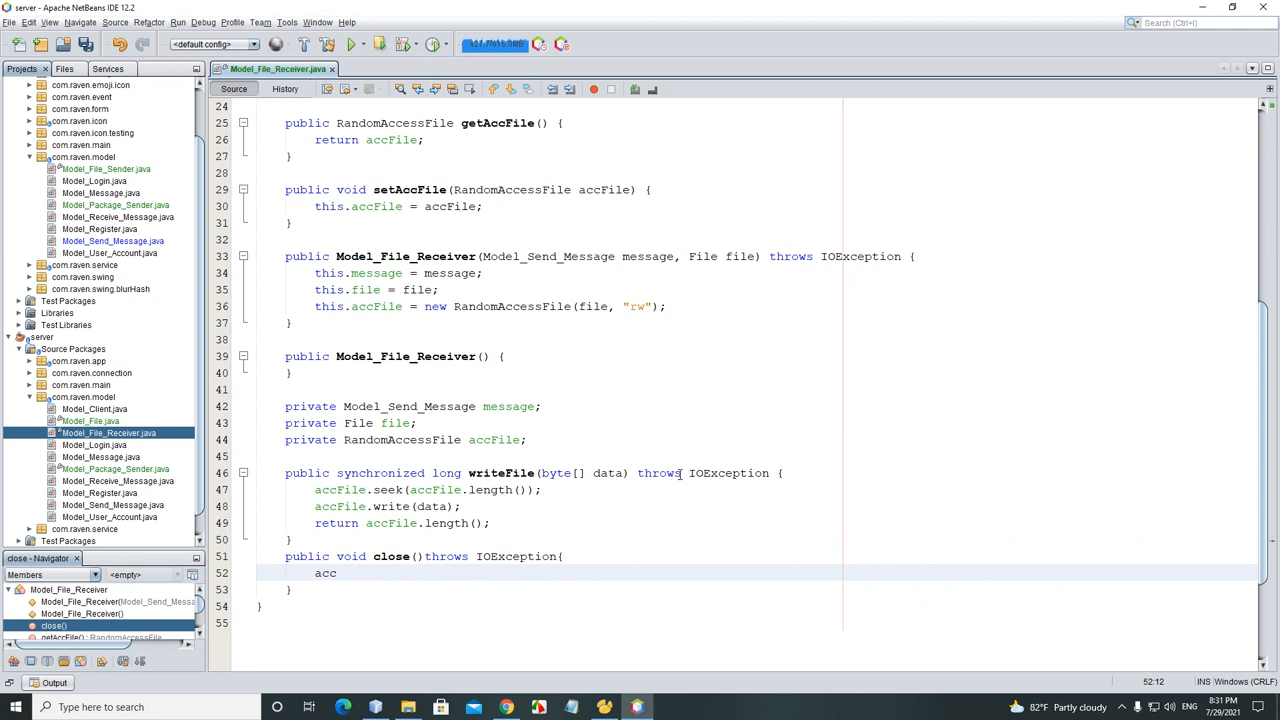 server - Apache NetBeans IDE 12.2
File Edit View Navigate Source Refactor Run Debug Profile Team Tools Window Help
Search (Ctrl+I)
<default config>
Projects Files Services
Model_File_Receiver.java
Source History
com.raven.emoji.icon
com.raven.event
com.raven.form
com.raven.icon
com.raven.icon.testing
com.raven.main
com.raven.model
Model_File_Sender.java
Model_Login.java
Model_Message.java
Model_Package_Sender.java
Model_Receive_Message.java
Model_Register.java
Model_Send_Message.java
Model_User_Account.java
com.raven.service
com.raven.swing
com.raven.swing.blurHash
Test Packages
Libraries
Test Libraries
server
Source Packages
com.raven.app
com.raven.connection
com.raven.main
com.raven.model
Model_Client.java
Model_File.java
Model_File_Receiver.java
Model_Login.java
Model_Message.java
Model_Package_Sender.java
Model_Receive_Message.java
Model_Register.java
Model_Send_Message.java
Model_User_Account.java
com.raven.service
Test Packages
close - Navigator
Members <empty>
Model_File_Receiver
Model_File_Receiver(Model_Send_Messa
Model_File_Receiver()
close()
getAccFile() : RandomAccessFile
24
25 public RandomAccessFile getAccFile() {
26 return accFile;
27 }
28
29 public void setAccFile(RandomAccessFile accFile) {
30 this.accFile = accFile;
31 }
32
33 public Model_File_Receiver(Model_Send_Message message, File file) throws IOException {
34 this.message = message;
35 this.file = file;
36 this.accFile = new RandomAccessFile(file, "rw");
37 }
38
39 public Model_File_Receiver() {
40 }
41
42 private Model_Send_Message message;
43 private File file;
44 private RandomAccessFile accFile;
45
46 public synchronized long writeFile(byte[] data) throws IOException {
47 accFile.seek(accFile.length());
48 accFile.write(data);
49 return accFile.length();
50 }
51 public void close()throws IOException{
52 acc
53 }
54 }
55
Output
52:12 INS Windows (CRLF)
Type here to search
82°F Partly cloudy
ENG
8:31 PM
7/29/2021